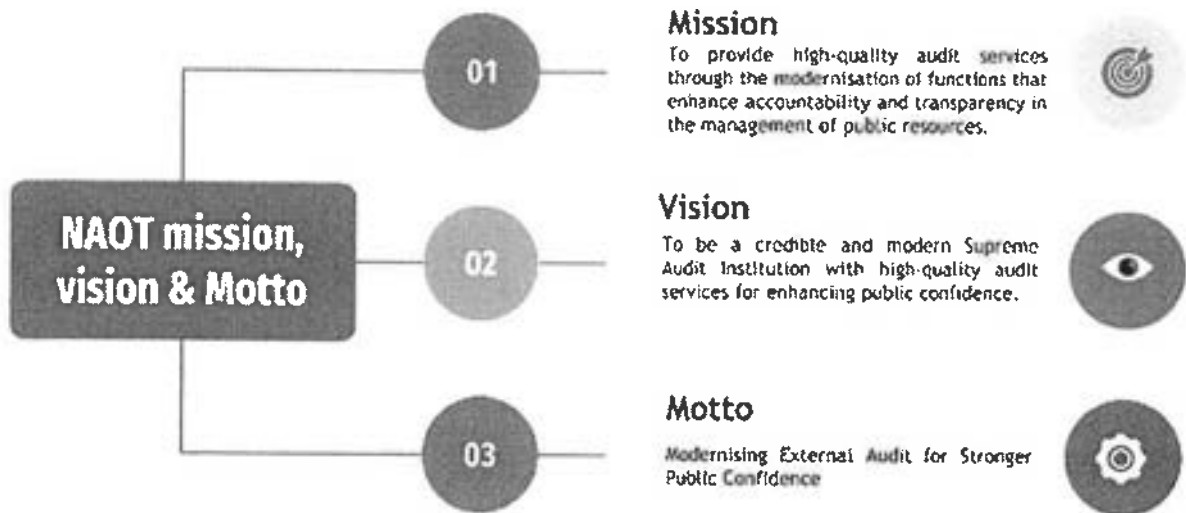 NAOT mission,
vision & Motto
01
Mission
To provide high-quality audit services
through the modernisation of functions that
enhance accountability and transparency in
the management of public resources.
02
Vision
To be a credible and modern Supreme
Audit Institution with high-quality audit
services for enhancing public confidence.
03
Motto
Modernising External Audit for Stronger
Public Confidence